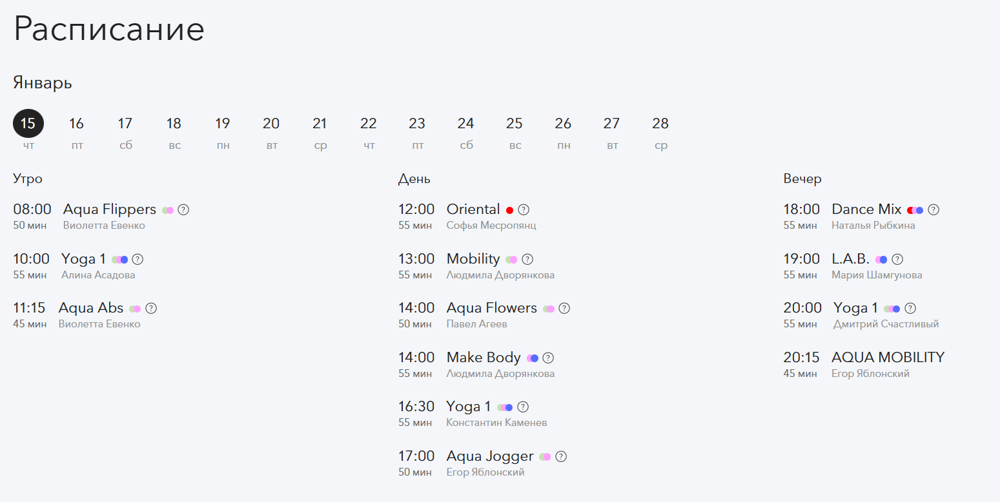 Расписание
Январь
15 16 17 18 19 20 21 22 23 24 25 26 27 28
чт пт сб вс пн вт ср чт пт сб вс пн вт ср
Утро
08:00 Aqua Flippers ?
50 мин Виолетта Евенко
10:00 Yoga 1 ?
55 мин Алина Асадова
11:15 Aqua Abs ?
45 мин Виолетта Евенко
День
12:00 Oriental ?
55 мин Софья Месропянц
13:00 Mobility ?
55 мин Людмила Дворянкова
14:00 Aqua Flowers ?
50 мин Павел Агеев
14:00 Make Body ?
55 мин Людмила Дворянкова
16:30 Yoga 1 ?
55 мин Константин Каменев
17:00 Aqua Jogger ?
50 мин Егор Яблонский
Вечер
18:00 Dance Mix ?
55 мин Наталья Рыбкина
19:00 L.A.B. ?
55 мин Мария Шамгунова
20:00 Yoga 1 ?
55 мин Дмитрий Счастливый
20:15 AQUA MOBILITY
45 мин Егор Яблонский